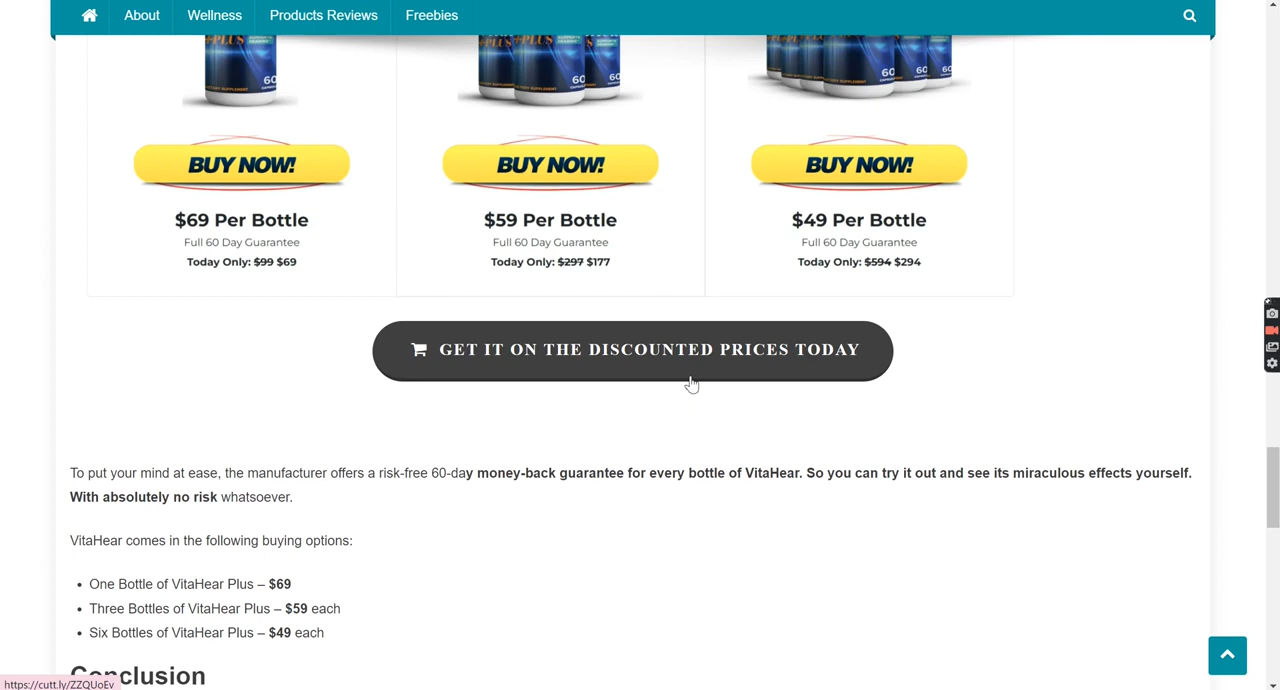 About Wellness Products Reviews Freebies
PLUS PLUS
60 60 60 60 60 60
BUY NOW! BUY NOW! BUY NOW!
$69 Per Bottle $59 Per Bottle $49 Per Bottle
Full 60 Day Guarantee Full 60 Day Guarantee Full 60 Day Guarantee
Today Only: $99 $69 Today Only: $297 $177 Today Only: $594 $294
GET IT ON THE DISCOUNTED PRICES TODAY
To put your mind at ease, the manufacturer offers a risk-free 60-day money-back guarantee for every bottle of VitaHear. So you can try it out and see its miraculous effects yourself.
With absolutely no risk whatsoever.
VitaHear comes in the following buying options:
• One Bottle of VitaHear Plus – $69
• Three Bottles of VitaHear Plus – $59 each
• Six Bottles of VitaHear Plus – $49 each
Conclusion
https://cutt.ly/ZZQUoEv